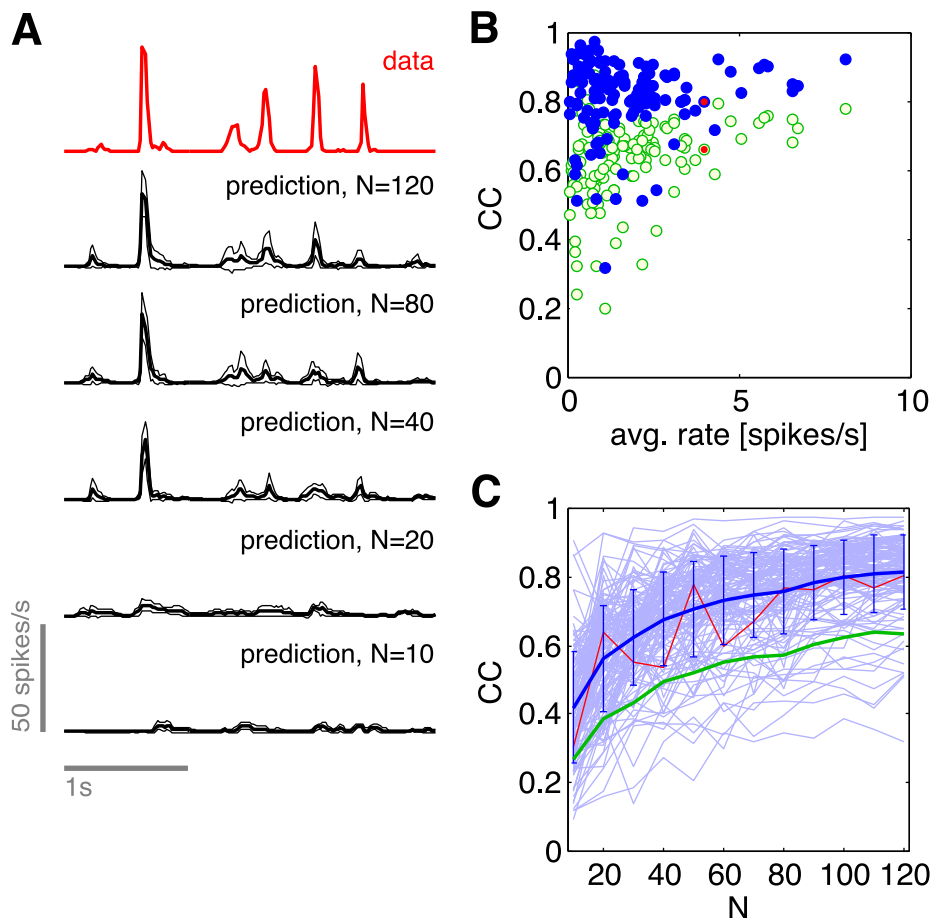 A
data
prediction, N=120
prediction, N=80
prediction, N=40
prediction, N=20
prediction, N=10
50 spikes/s
1s
B
1
0.8
0.6
0.4
0.2
0
CC
0
5
10
avg. rate [spikes/s]
C
1
0.8
0.6
0.4
0.2
0
CC
20
40
60
80
100
120
N